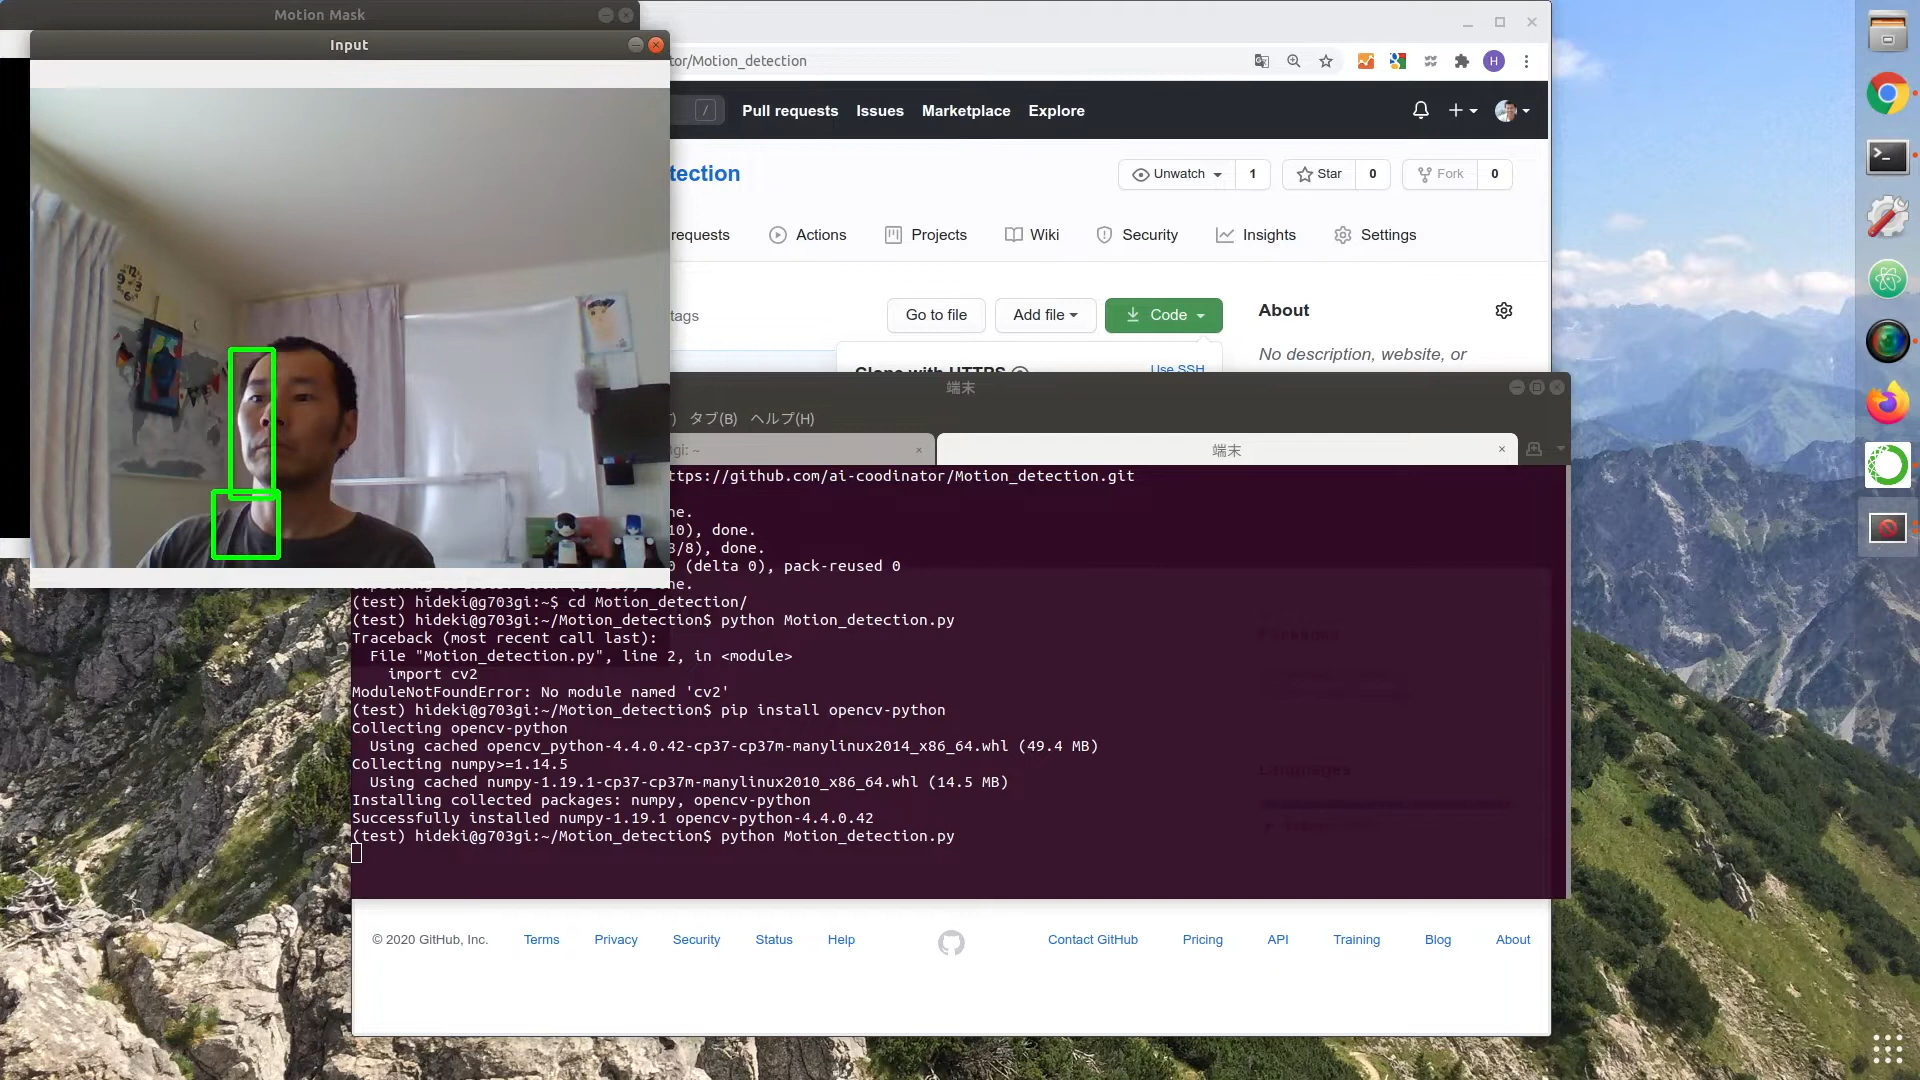 Motion Mask
Input
tor/Motion_detection
H
/
Pull requests
Issues
Marketplace
Explore
tection
Unwatch
1
Star
0
Fork
0
requests
Actions
Projects
Wiki
Security
Insights
Settings
tags
Go to file
Add file
Code
About
No description, website, or
Clone with HTTPS
Use SSH
端末
タブ(B) ヘルプ(H)
3gi: ~
端末
ttps://github.com/ai-coodinator/Motion_detection.git
ne.
10), done.
8/8), done.
0 (delta 0), pack-reused 0
ne.
(test) hideki@g703gi:~$ cd Motion_detection/
(test) hideki@g703gi:~/Motion_detection$ python Motion_detection.py
Traceback (most recent call last):
File "Motion_detection.py", line 2, in <module>
import cv2
ModuleNotFoundError: No module named 'cv2'
(test) hideki@g703gi:~/Motion_detection$ pip install opencv-python
Collecting opencv-python
Using cached opencv_python-4.4.0.42-cp37-cp37m-manylinux2014_x86_64.whl (49.4 MB)
Collecting numpy>=1.14.5
Using cached numpy-1.19.1-cp37-cp37m-manylinux2010_x86_64.whl (14.5 MB)
Installing collected packages: numpy, opencv-python
Successfully installed numpy-1.19.1 opencv-python-4.4.0.42
(test) hideki@g703gi:~/Motion_detection$ python Motion_detection.py
Packages
Languages
© 2020 GitHub, Inc.
Terms
Privacy
Security
Status
Help
Contact GitHub
Pricing
API
Training
Blog
About